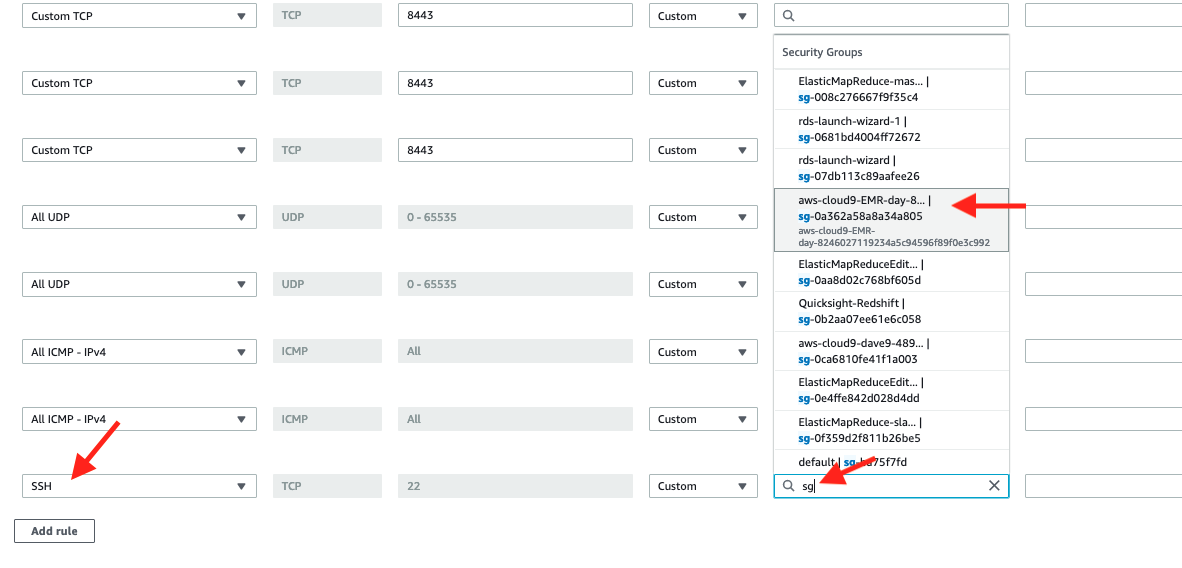 Custom TCP TCP 8443 Custom
Security Groups
ElasticMapReduce-mas... |
sg-008c276667f9f35c4
Custom TCP TCP 8443 Custom
rds-launch-wizard-1 |
sg-0681bd4004ff72672
Custom TCP TCP 8443 Custom
rds-launch-wizard |
sg-07db113c89aafee26
aws-cloud9-EMR-day-8... |
sg-0a362a58a8a34a805
aws-cloud9-EMR-
day-8246027119234a5c94596f89f0e3c992
All UDP UDP 0 - 65535 Custom
ElasticMapReduceEdit... |
sg-0aa8d02c768bf605d
All UDP UDP 0 - 65535 Custom
Quicksight-Redshift |
sg-0b2aa07ee61e6c058
aws-cloud9-dave9-489... |
sg-0ca6810fe41f1a003
All ICMP - IPv4 ICMP All Custom
ElasticMapReduceEdit... |
sg-0e4ffe842d028d4dd
All ICMP - IPv4 ICMP All Custom
ElasticMapReduce-sla... |
sg-0f359d2f811b26be5
default |
SSH TCP 22 Custom sg
Add rule